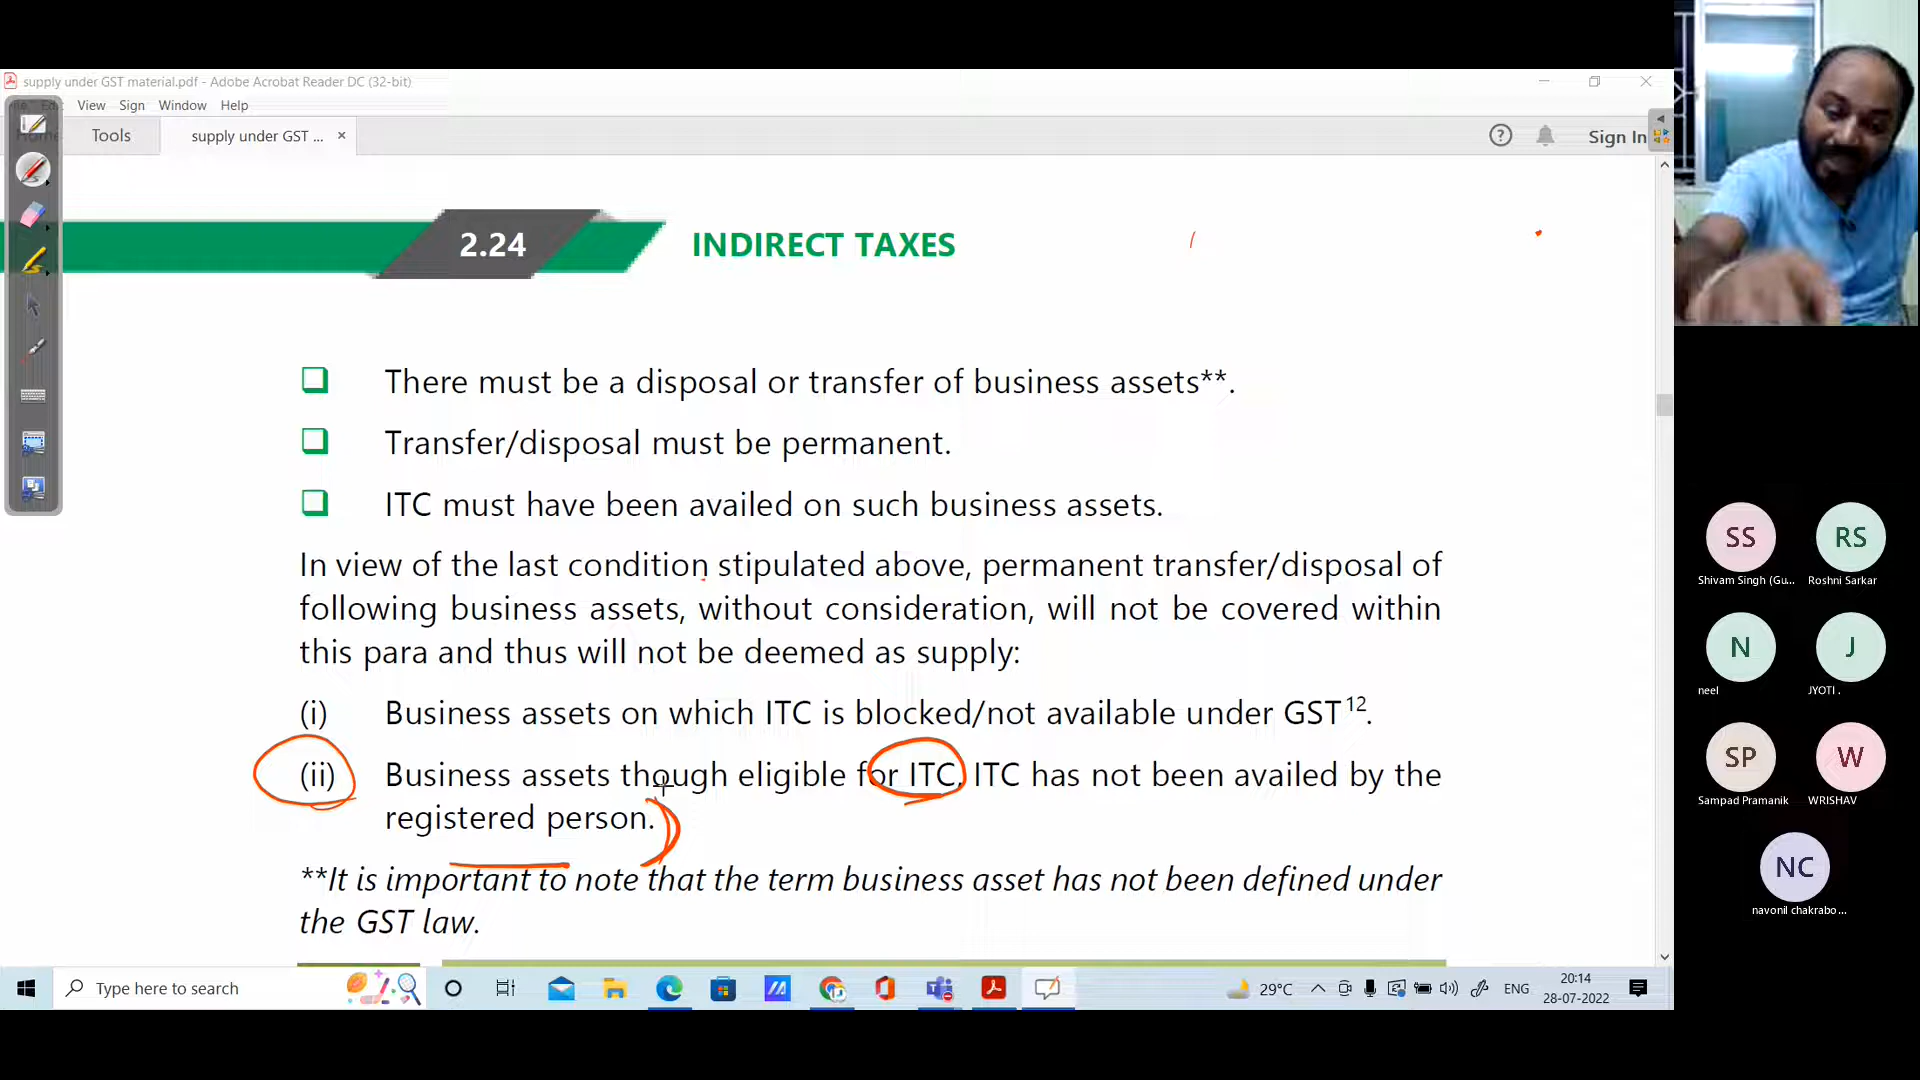 supply under GST material.pdf - Adobe Acrobat Reader DC (32-bit)
View Sign Window Help
Tools
supply under GST ... ×
Sign In
2.24 INDIRECT TAXES
There must be a disposal or transfer of business assets**.
Transfer/disposal must be permanent.
ITC must have been availed on such business assets.
In view of the last condition stipulated above, permanent transfer/disposal of
following business assets, without consideration, will not be covered within
this para and thus will not be deemed as supply:
(i) Business assets on which ITC is blocked/not available under GST¹².
(ii) Business assets though eligible for ITC, ITC has not been availed by the
registered person.
**It is important to note that the term business asset has not been defined under
the GST law.
SS
Shivam Singh (Gu...
RS
Roshni Sarkar
N
neel
J
JYOTI .
SP
Sampad Pramanik
W
WRISHAV
NC
navonil chakrabo...
Type here to search
29°C
ENG
20:14
28-07-2022